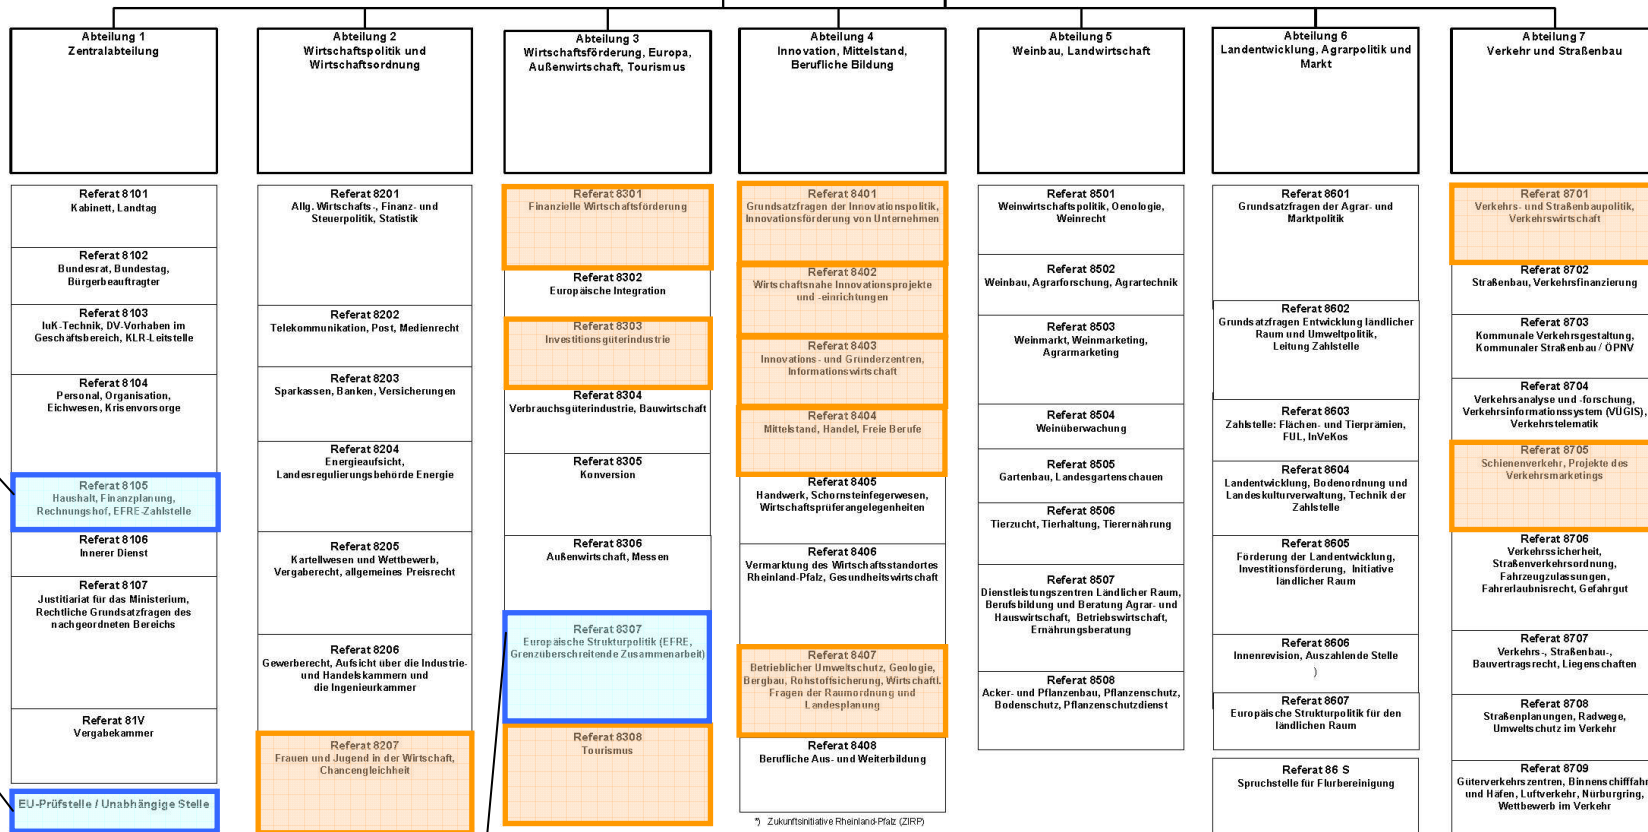 Abteilung 1
Zentralabteilung
Referat 8101
Kabinett, Landtag
Referat 8102
Bundesrat, Bundestag,
Bürgerbeauftragter
Referat 8103
IuK-Technik, DV-Vorhaben im
Geschäftsbereich, KLR-Leitstelle
Referat 8104
Personal, Organisation,
Eichwesen, Krisenvorsorge
Referat 8105
Haushalt, Finanzplanung,
Rechnungshof, EFRE-Zahlstelle
Referat 8106
Innerer Dienst
Referat 8107
Justitiariat für das Ministerium,
Rechtliche Grundsatzfragen des
nachgeordneten Bereichs
Referat 81V
Vergabekammer
EU-Prüfstelle / Unabhängige Stelle
Abteilung 2
Wirtschaftspolitik und
Wirtschaftsordnung
Referat 8201
Allg. Wirtschafts-, Finanz- und
Steuerpolitik, Statistik
Referat 8202
Telekommunikation, Post, Medienrecht
Referat 8203
Sparkassen, Banken, Versicherungen
Referat 8204
Energieaufsicht,
Landesregulierungsbehörde Energie
Referat 8205
Kartellwesen und Wettbewerb,
Vergaberecht, allgemeines Preisrecht
Referat 8206
Gewerberecht, Aufsicht über die Industrie-
und Handelskammern und
die Ingenieurkammer
Referat 8207
Frauen und Jugend in der Wirtschaft,
Chancengleichheit
Abteilung 3
Wirtschaftsförderung, Europa,
Außenwirtschaft, Tourismus
Referat 8301
Finanzielle Wirtschaftsförderung
Referat 8302
Europäische Integration
Referat 8303
Investitionsgüterindustrie
Referat 8304
Verbrauchsgüterindustrie, Bauwirtschaft
Referat 8305
Konversion
Referat 8306
Außenwirtschaft, Messen
Referat 8307
Europäische Strukturpolitik (EFRE,
Grenzüberschreitende Zusammenarbeit)
Referat 8308
Tourismus
Abteilung 4
Innovation, Mittelstand,
Berufliche Bildung
Referat 8401
Grundsatzfragen der Innovationspolitik,
Innovationsförderung von Unternehmen
Referat 8402
Wirtschaftsnahe Innovationsprojekte
und -einrichtungen
Referat 8403
Innovations- und Gründerzentren,
Informationswirtschaft
Referat 8404
Mittelstand, Handel, Freie Berufe
Referat 8405
Handwerk, Schornsteinfegerwesen,
Wirtschaftsprüferangelegenheiten
Referat 8406
Vermarktung des Wirtschaftsstandortes
Rheinland-Pfalz, Gesundheitswirtschaft
Referat 8407
Betrieblicher Umweltschutz, Geologie,
Bergbau, Rohstoffsicherung, Wirtschaftl.
Fragen der Raumordnung und
Landesplanung
Referat 8408
Berufliche Aus- und Weiterbildung
*) Zukunftsinitiative Rheinland-Pfalz (ZIRP)
Abteilung 5
Weinbau, Landwirtschaft
Referat 8501
Weinwirtschaftspolitik, Oenologie,
Weinrecht
Referat 8502
Weinbau, Agrarforschung, Agrartechnik
Referat 8503
Weinmarkt, Weinmarketing,
Agrarmarketing
Referat 8504
Weinüberwachung
Referat 8505
Gartenbau, Landesgartenschauen
Referat 8506
Tierzucht, Tierhaltung, Tierernährung
Referat 8507
Dienstleistungszentren Ländlicher Raum,
Berufsbildung und Beratung Agrar- und
Hauswirtschaft, Betriebswirtschaft,
Ernährungsberatung
Referat 8508
Acker- und Pflanzenbau, Pflanzenschutz,
Bodenschutz, Pflanzenschutzdienst
Abteilung 6
Landentwicklung, Agrarpolitik und
Markt
Referat 8601
Grundsatzfragen der Agrar- und
Marktpolitik
Referat 8602
Grundsatzfragen Entwicklung ländlicher
Raum und Umweltpolitik,
Leitung Zahlstelle
Referat 8603
Zahlstelle: Flächen- und Tierprämien,
FUL, InVeKos
Referat 8604
Landentwicklung, Bodenordnung und
Landeskulturverwaltung, Technik der
Zahlstelle
Referat 8605
Förderung der Landentwicklung,
Investitionsförderung, Initiative
ländlicher Raum
Referat 8606
Innenrevision, Auszahlende Stelle
)
Referat 8607
Europäische Strukturpolitik für den
ländlichen Raum
Referat 86 S
Spruchstelle für Flurbereinigung
Abteilung 7
Verkehr und Straßenbau
Referat 8701
Verkehrs- und Straßenbaupolitik,
Verkehrswirtschaft
Referat 8702
Straßenbau, Verkehrsfinanzierung
Referat 8703
Kommunale Verkehrsgestaltung,
Kommunaler Straßenbau / ÖPNV
Referat 8704
Verkehrsanalyse und -forschung,
Verkehrsinformationssystem (VÜGIS),
Verkehrstelematik
Referat 8705
Schienenverkehr, Projekte des
Verkehrsmarketings
Referat 8706
Verkehrssicherheit,
Straßenverkehrsordnung,
Fahrzeugzulassungen,
Fahrerlaubnisrecht, Gefahrgut
Referat 8707
Verkehrs-, Straßenbau-,
Bauvertragsrecht, Liegenschaften
Referat 8708
Straßenplanungen, Radwege,
Umweltschutz im Verkehr
Referat 8709
Güterverkehrszentren, Binnenschifffahr
und Häfen, Luftverkehr, Nürburgring,
Wettbewerb im Verkehr